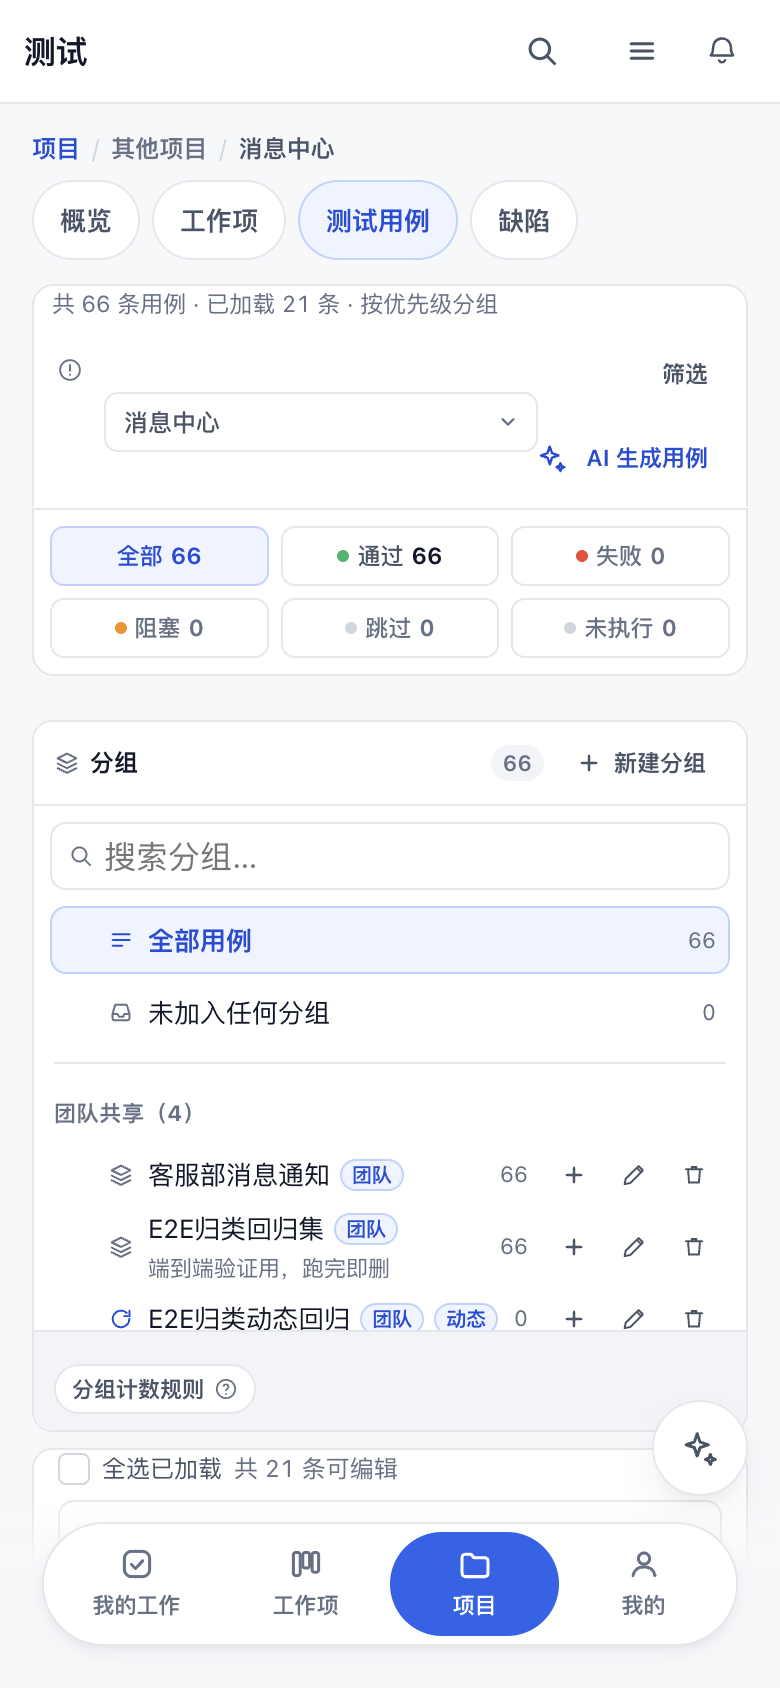 测试
项目 / 其他项目 / 消息中心
概览 工作项 测试用例 缺陷
共 66 条用例 · 已加载 21 条 · 按优先级分组
筛选
消息中心
AI 生成用例
全部 66 通过 66 失败 0
阻塞 0 跳过 0 未执行 0
分组 66 新建分组
搜索分组...
全部用例 66
未加入任何分组 0
团队共享（4）
客服部消息通知 团队 66
E2E归类回归集 团队 66
端到端验证用，跑完即删
E2E归类动态回归 团队 动态 0
分组计数规则
全选已加载 共 21 条可编辑
我的工作 工作项 项目 我的